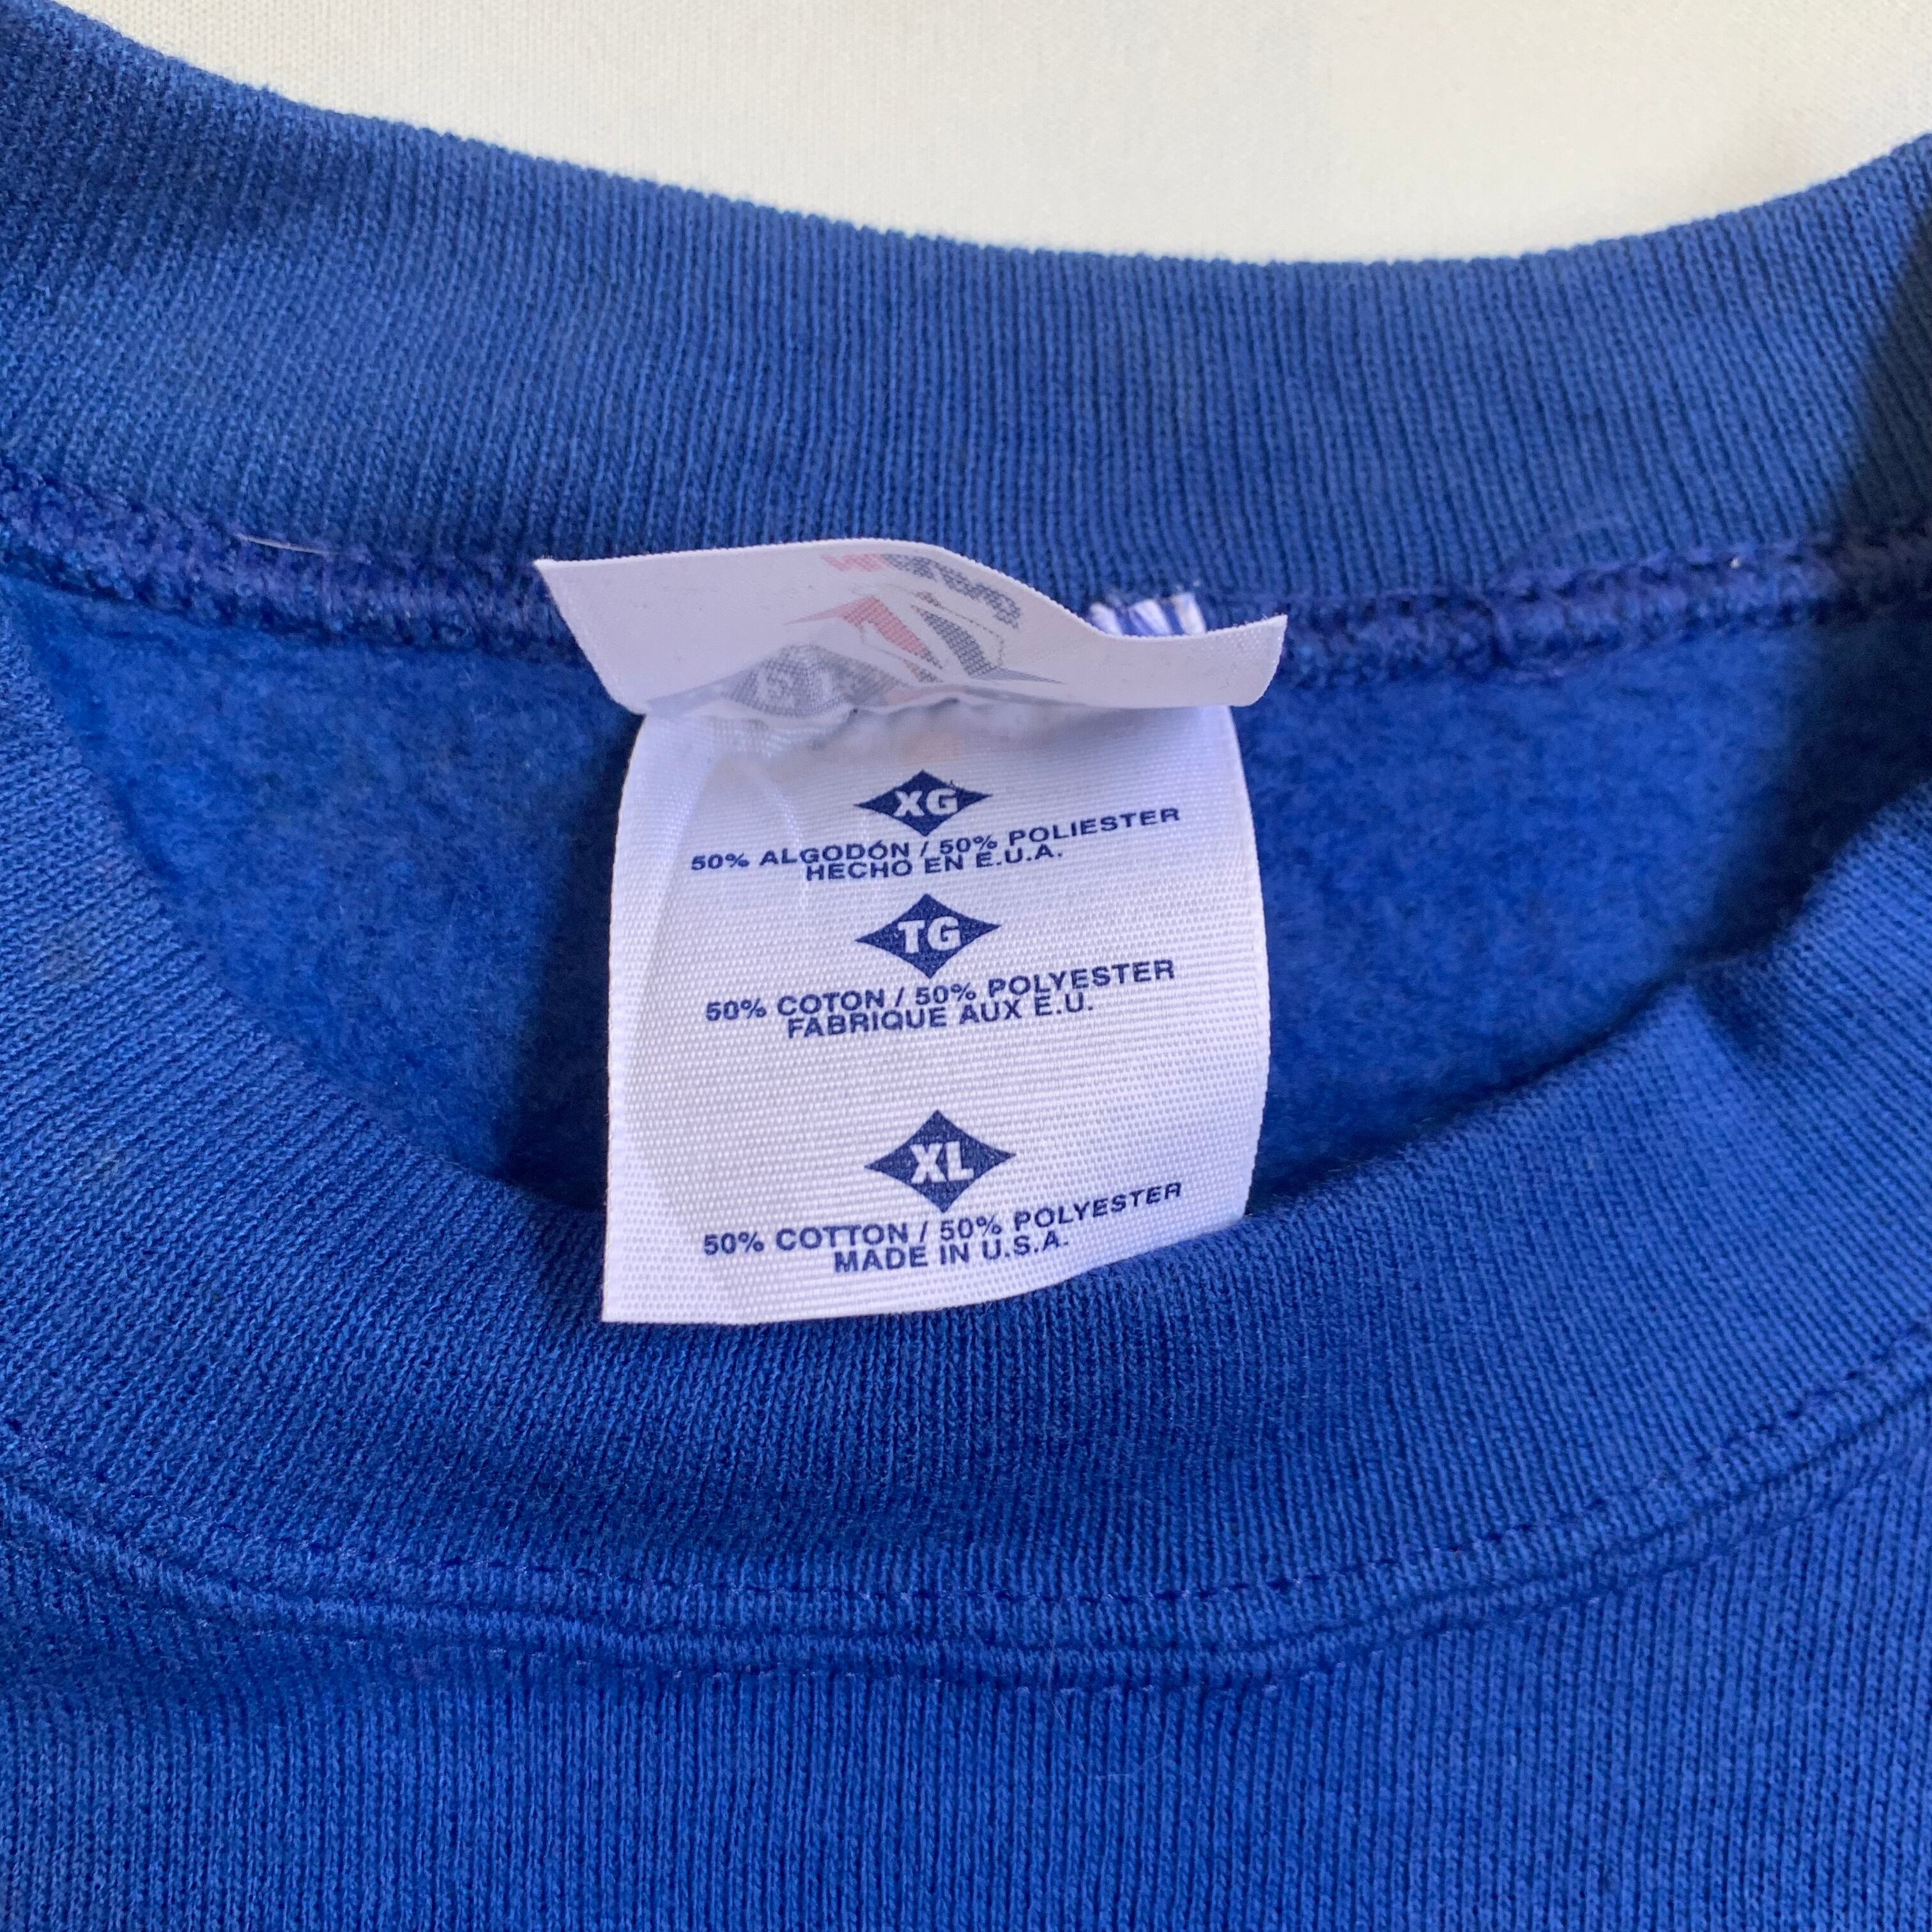 XG
50% ALGODÓN / 50% POLIESTER
HECHO EN E.U.A.
TG
50% COTON / 50% POLYESTER
FABRIQUE AUX E.U.
XL
50% COTTON / 50% POLYESTER
MADE IN U.S.A.